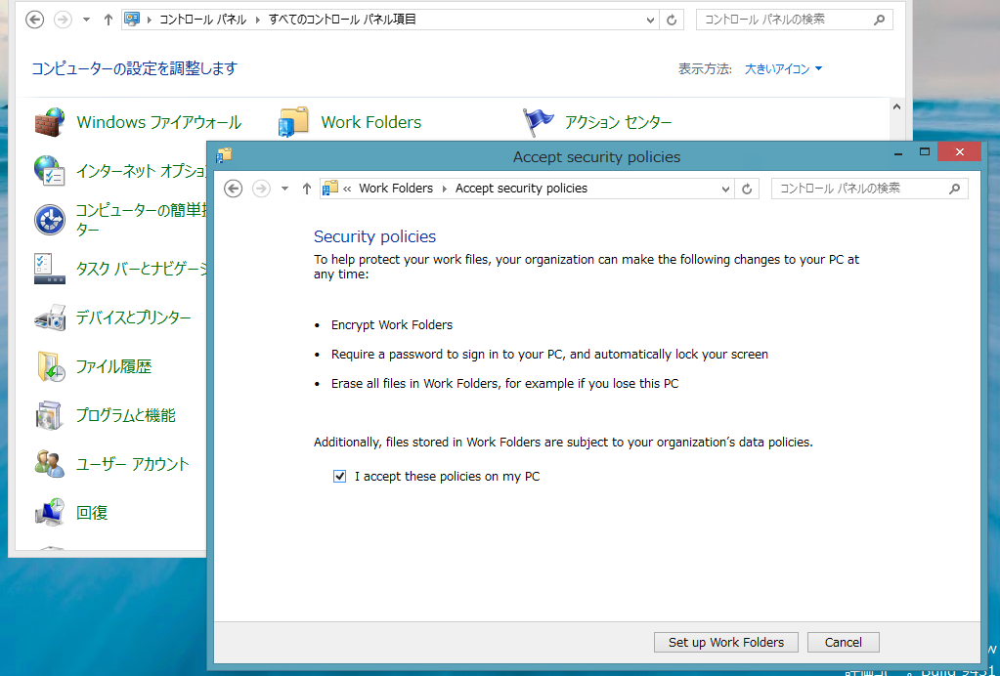 コントロール パネル
すべてのコントロール パネル項目
コントロール パネルの検索
コンピューターの設定を調整します
表示方法:
大きいアイコン
Windows ファイアウォール
Work Folders
アクション センター
インターネット オプショ
コンピューターの簡単
ター
タスク バーとナビゲーシ
デバイスとプリンター
ファイル履歴
プログラムと機能
ユーザー アカウント
回復
Accept security policies
« Work Folders
Accept security policies
コントロール パネルの検索
Security policies
To help protect your work files, your organization can make the following changes to your PC at
any time:
• Encrypt Work Folders
• Require a password to sign in to your PC, and automatically lock your screen
• Erase all files in Work Folders, for example if you lose this PC
Additionally, files stored in Work Folders are subject to your organization's data policies.
I accept these policies on my PC
Set up Work Folders
Cancel
w
Build 9431